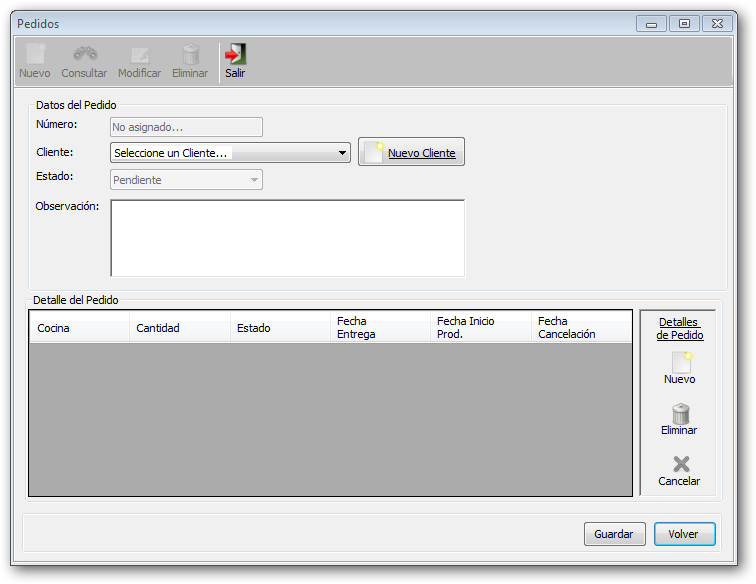 Pedidos
Nuevo Consultar Modificar Eliminar Salir
Datos del Pedido
Número: No asignado...
Cliente: Seleccione un Cliente... Nuevo Cliente
Estado: Pendiente
Observación:
Detalle del Pedido
Cocina Cantidad Estado Fecha Entrega Fecha Inicio Prod. Fecha Cancelación
Detalles
de Pedido
Nuevo
Eliminar
Cancelar
Guardar Volver